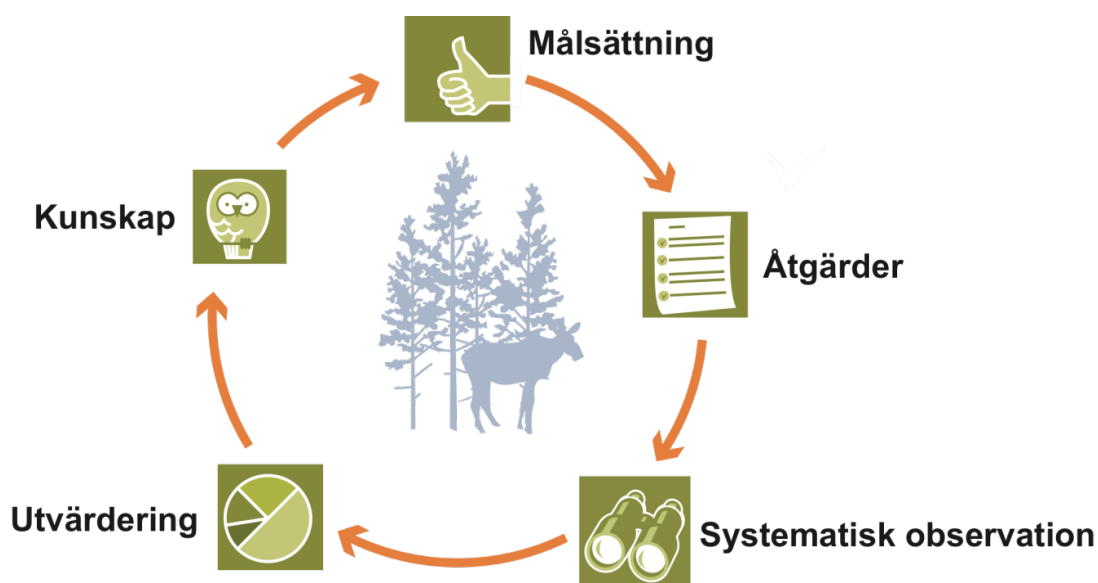 Målsättning
Kunskap
Åtgärder
Utvärdering
Systematisk observation